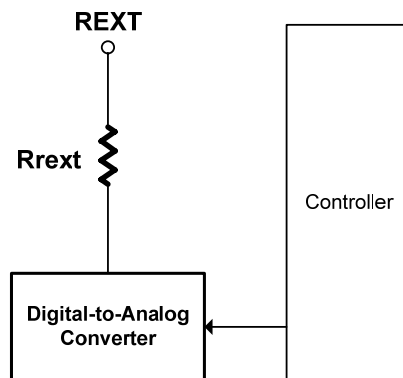 REXT
Rrext
Controller
Digital-to-Analog
Converter